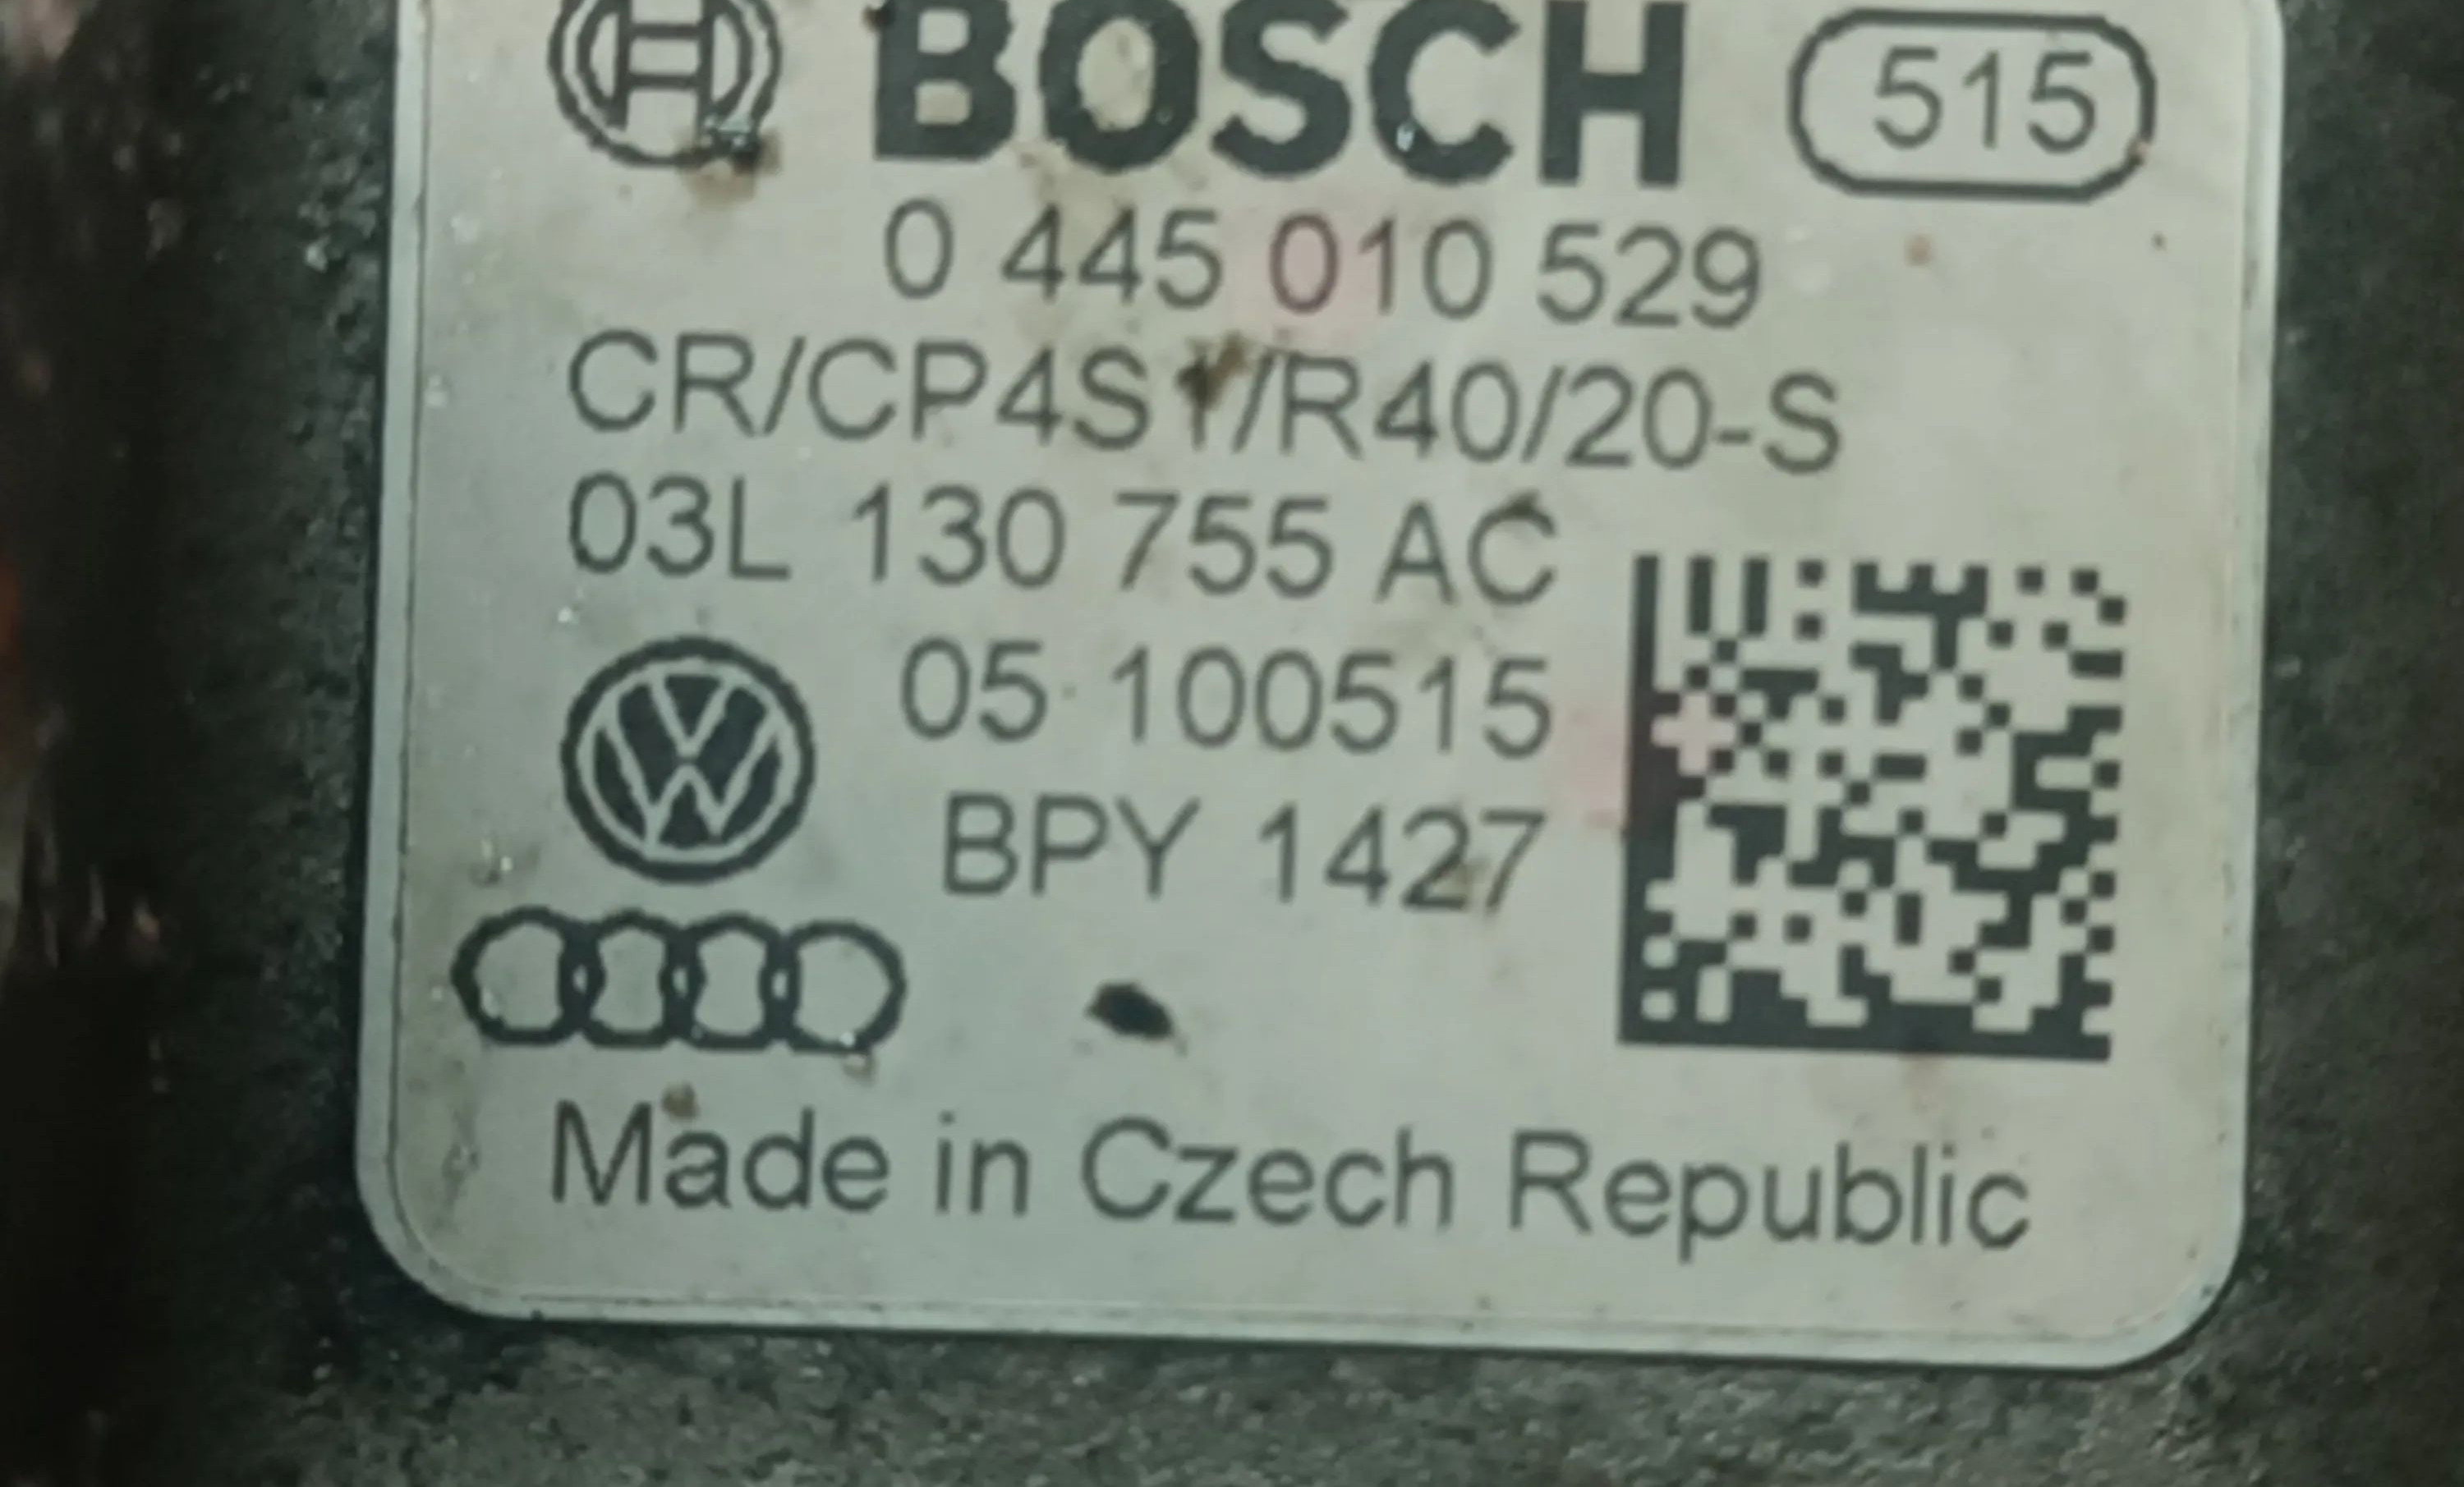 BOSCH 515
0 445 010 529
CR/CP4S1/R40/20-S
03L 130 755 AC
05 100515
BPY 1427
Made in Czech Republic